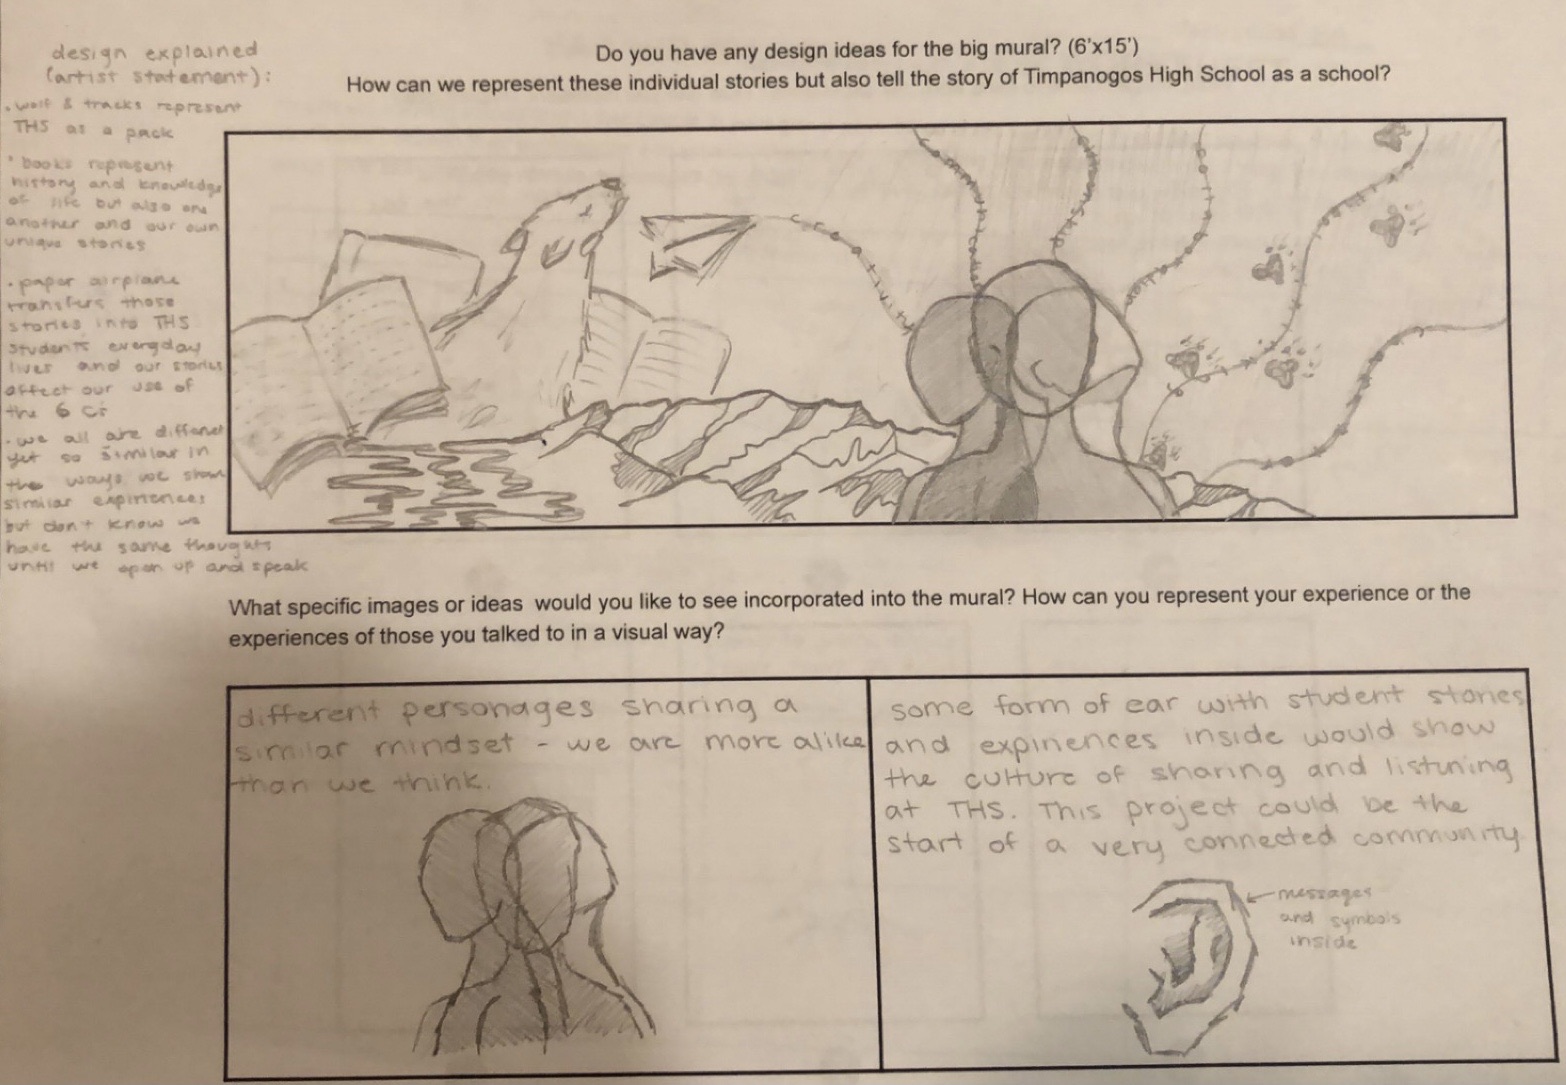 design explained
(artist statement):
. wolf & tracks represent
THS as a pack
• books represent
history and knowledge
of life but also one
another and our own
unique stories
. paper airplane
transfers those
stories into THS
students everyday
lives and our stories
affect our use of
the 6 Cs
. we all are different
yet so similar in
the ways we share
similar expiriences
but don't know we
have the same thoughts
until we open up and speak
Do you have any design ideas for the big mural? (6'x15')
How can we represent these individual stories but also tell the story of Timpanogos High School as a school?
creativity
communication
citizenship
What specific images or ideas would you like to see incorporated into the mural? How can you represent your experience or the
experiences of those you talked to in a visual way?
different personages sharing a
similar mindset - we are more alike
than we think.
some form of ear with student stories
and expiriences inside would show
the culture of sharing and listuning
at THS. This project could be the
start of a very connected community
messages
and symbols
inside